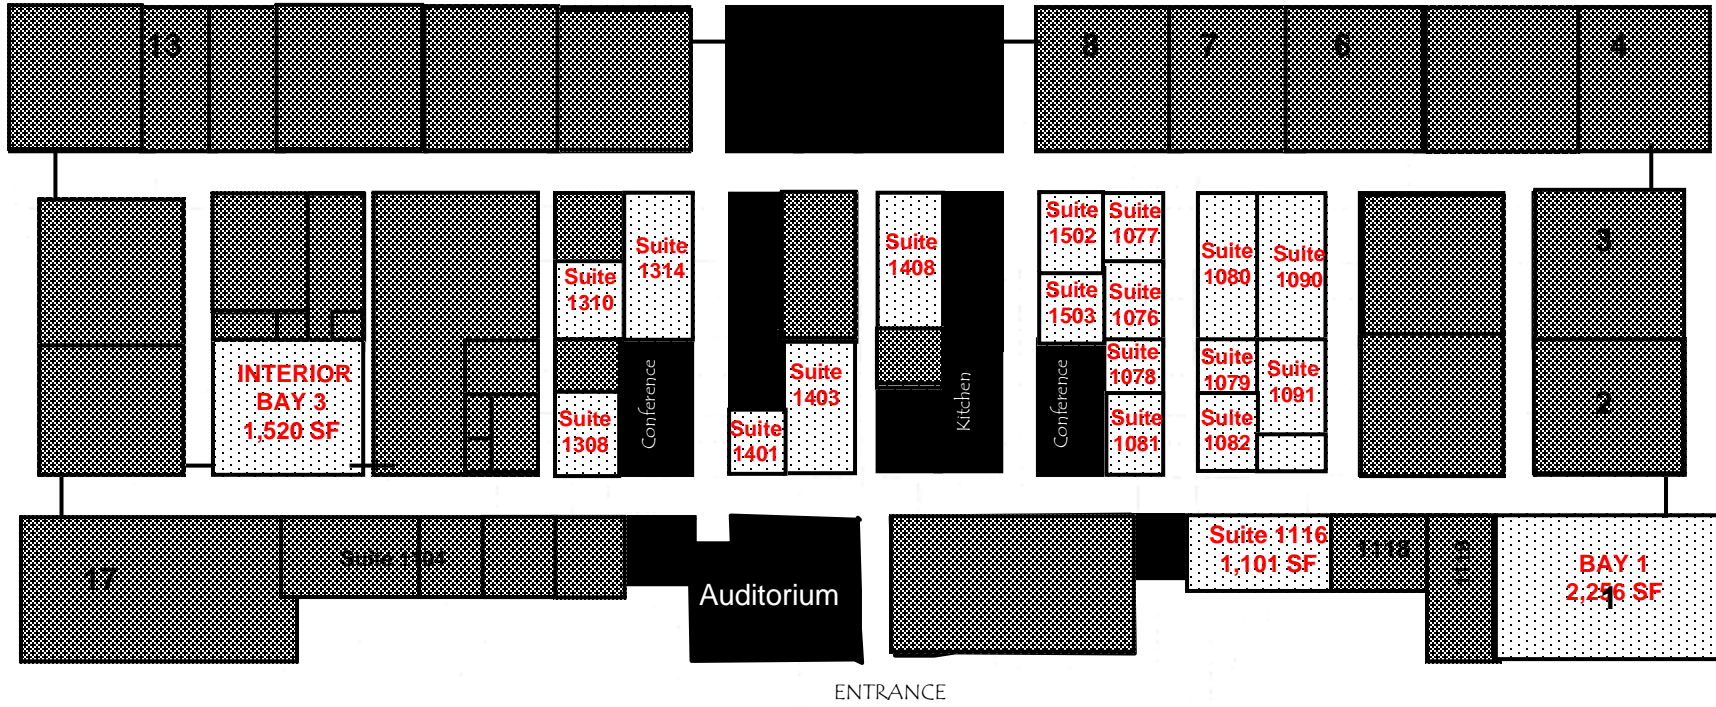 13
8
7
6
4
Suite
1314
Suite
1310
Suite
1408
Suite
1502
Suite
1077
Suite
1503
Suite
1076
Suite
1080
Suite
1090
3
INTERIOR
BAY 3
1,520 SF
Suite
1308
Conference
Suite
1403
Suite
1401
Kitchen
Conference
Suite
1078
Suite
1081
Suite
1079
Suite
1091
Suite
1082
2
17
Auditorium
Suite 1116
1,101 SF
1118
BAY 1
2,256 SF
1
ENTRANCE